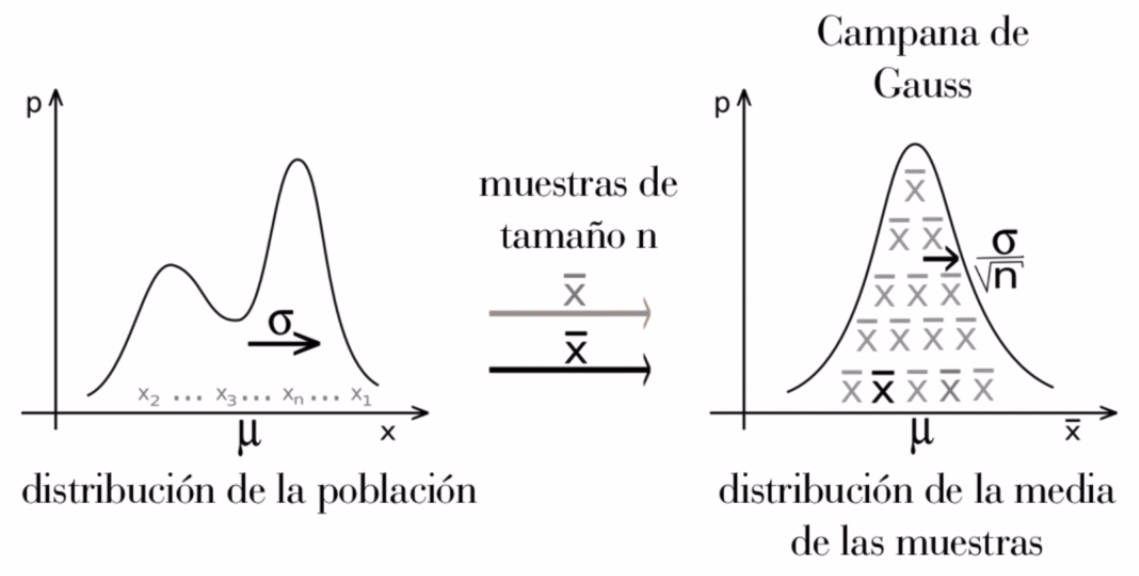 p
σ
x₂ ... x₃... xₙ... x₁
μ
x
distribución de la población
muestras de
tamaño n
x̄
x̄
Campana de
Gauss
p
x̄
x̄ x̄
σ
√n
x̄ x̄ x̄
x̄ x̄ x̄ x̄
x̄ x̄ x̄ x̄ x̄
μ
x̄
distribución de la media
de las muestras